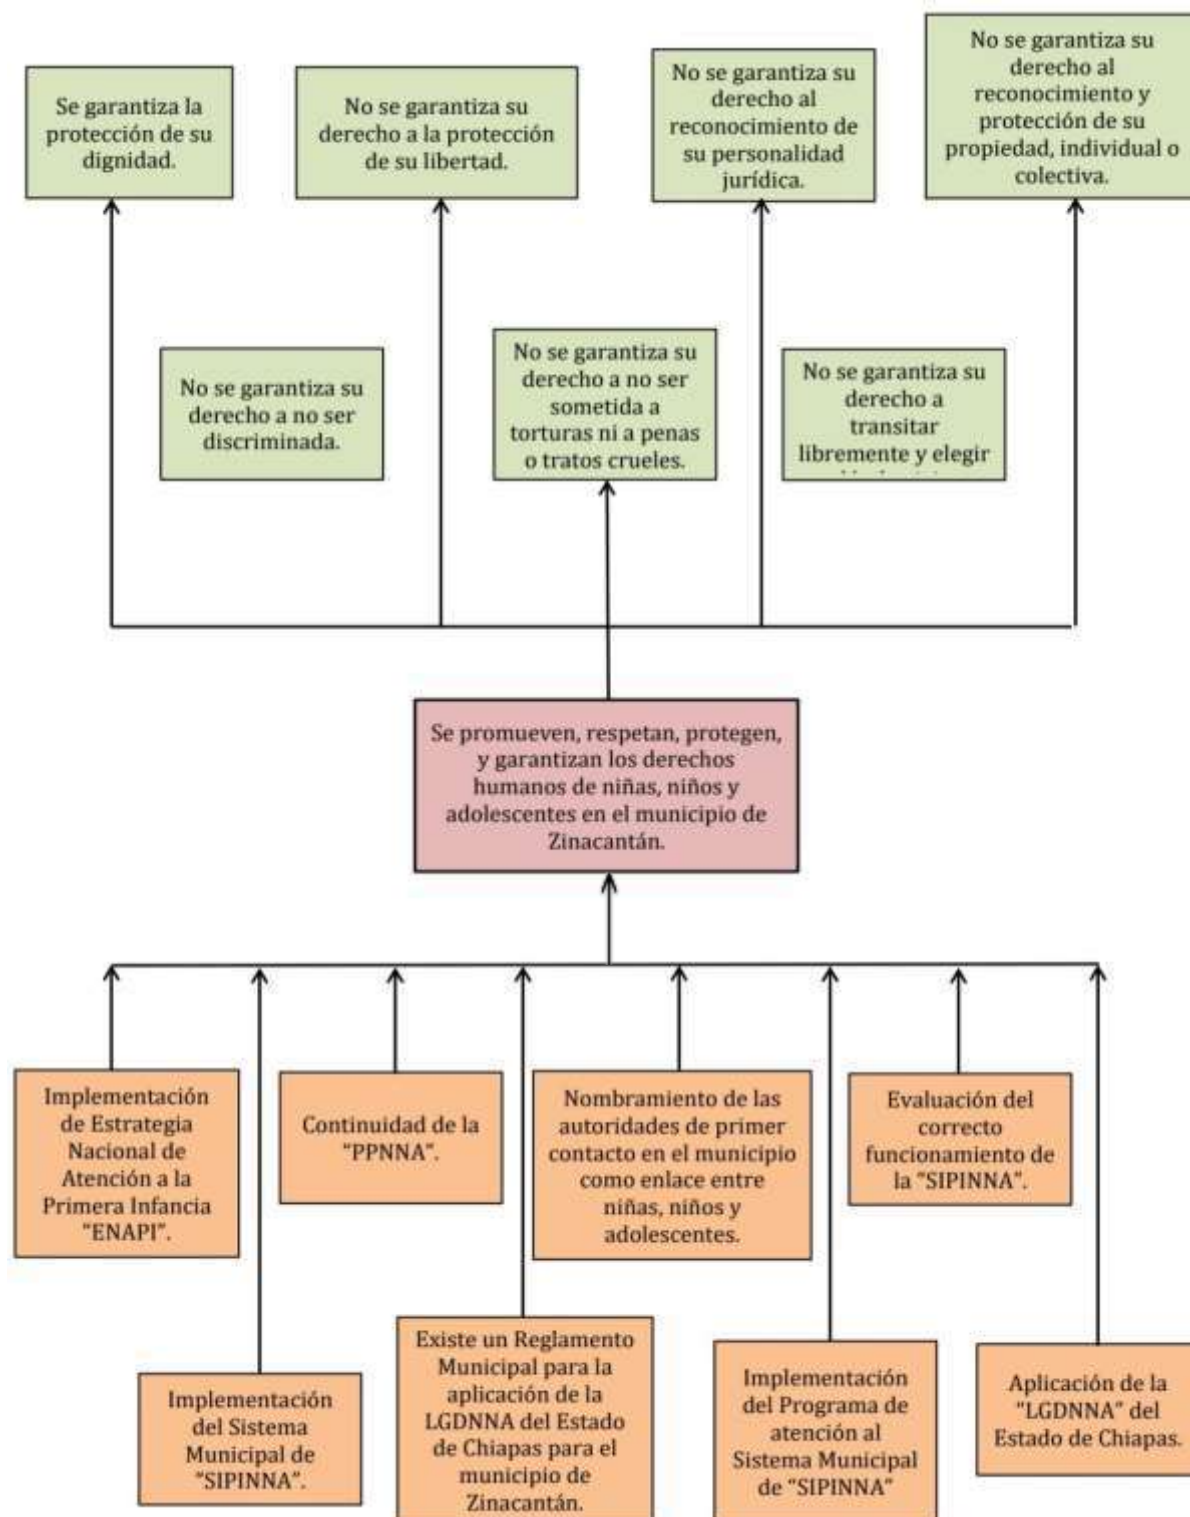 Se garantiza la
protección de su
dignidad.
No se garantiza su
derecho a la protección
de su libertad.
No se garantiza su
derecho al
reconocimiento de
su personalidad
jurídica.
No se garantiza su
derecho al
reconocimiento y
protección de su
propiedad, individual o
colectiva.
No se garantiza su
derecho a no ser
discriminada.
No se garantiza su
derecho a no ser
sometida a
torturas ni a penas
o tratos crueles.
No se garantiza su
derecho a
transitar
libremente y elegir
Se promueven, respetan, protegen,
y garantizan los derechos
humanos de niñas, niños y
adolescentes en el municipio de
Zinacantán.
Implementación
de Estrategia
Nacional de
Atención a la
Primera Infancia
"ENAPI".
Continuidad de la
"PPNNA".
Nombramiento de las
autoridades de primer
contacto en el municipio
como enlace entre
niñas, niños y
adolescentes.
Evaluación del
correcto
funcionamiento de
la "SIPINNA".
Implementación
del Sistema
Municipal de
"SIPINNA".
Existe un Reglamento
Municipal para la
aplicación de la
LGDNNA del Estado
de Chiapas para el
municipio de
Zinacantán.
Implementación
del Programa de
atención al
Sistema Municipal
de "SIPINNA"
Aplicación de la
"LGDNNA" del
Estado de Chiapas.